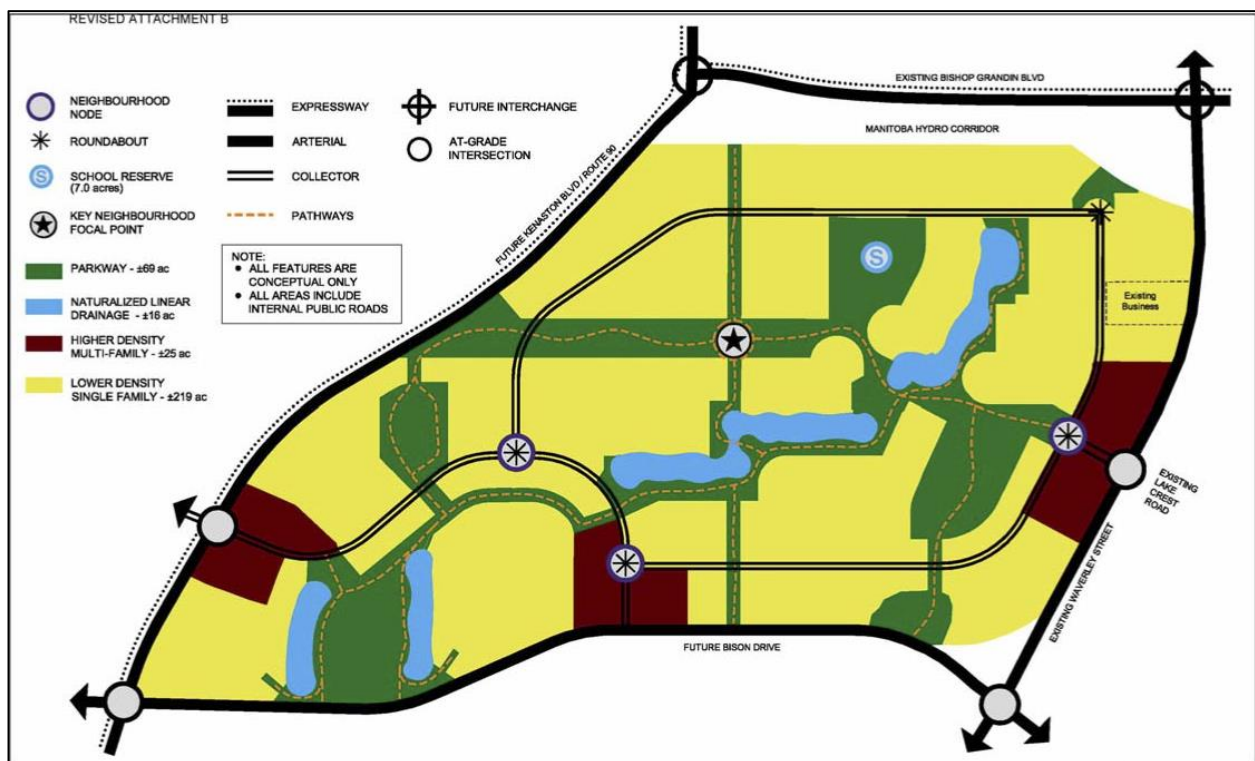 REVISED ATTACHMENT B
NEIGHBOURHOOD
NODE
ROUNDABOUT
SCHOOL RESERVE
(7.0 acres)
KEY NEIGHBOURHOOD
FOCAL POINT
EXPRESSWAY
ARTERIAL
COLLECTOR
PATHWAYS
FUTURE INTERCHANGE
AT-GRADE
INTERSECTION
PARKWAY - ±69 ac
NATURALIZED LINEAR
DRAINAGE - ±16 ac
HIGHER DENSITY
MULTI-FAMILY - ±25 ac
LOWER DENSITY
SINGLE FAMILY - ±219 ac
NOTE:
• ALL FEATURES ARE
CONCEPTUAL ONLY
• ALL AREAS INCLUDE
INTERNAL PUBLIC ROADS
EXISTING BISHOP GRANDIN BLVD
MANITOBA HYDRO CORRIDOR
FUTURE KENASTON BLVD / ROUTE 90
S
S
Existing
Business
EXISTING
LAKE
CREST
ROAD
EXISTING WAVERLEY STREET
FUTURE BISON DRIVE